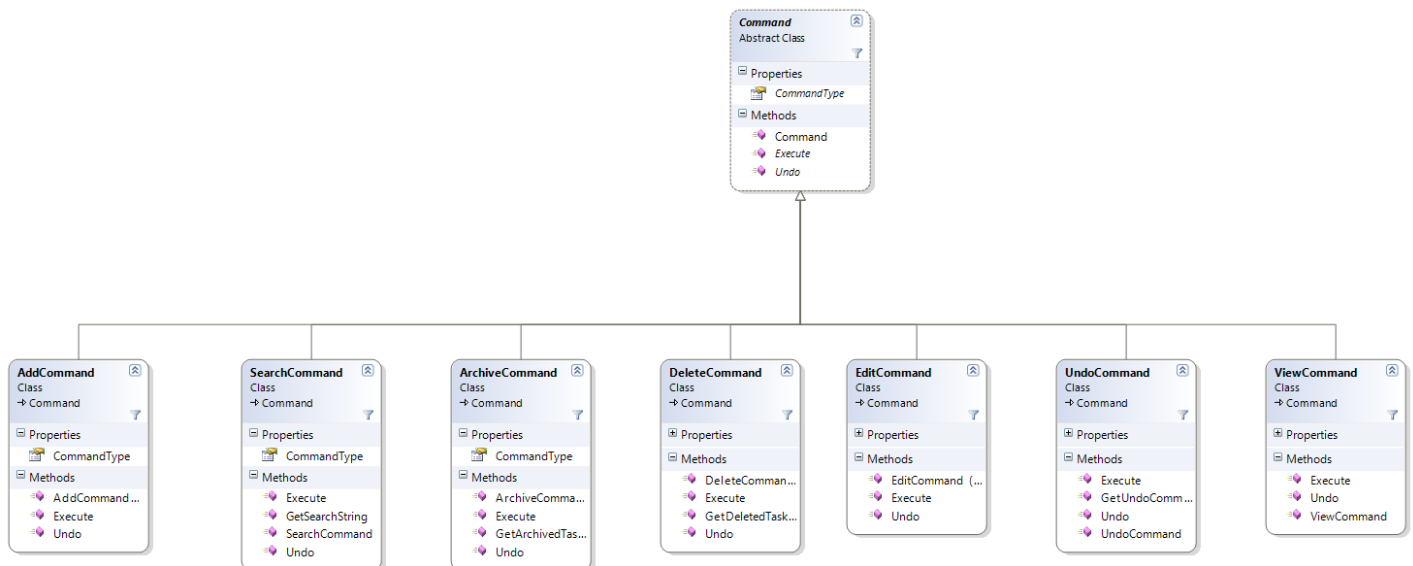 Command
Abstract Class
Properties
CommandType
Methods
Command
Execute
Undo
AddCommand
Class
Command
Properties
CommandType
Methods
AddCommand ...
Execute
Undo
SearchCommand
Class
Command
Properties
CommandType
Methods
Execute
GetSearchString
SearchCommand
Undo
ArchiveCommand
Class
Command
Properties
CommandType
Methods
ArchiveComma...
Execute
GetArchivedTas...
Undo
DeleteCommand
Class
Command
Properties
Methods
DeleteComman...
Execute
GetDeletedTask...
Undo
EditCommand
Class
Command
Properties
Methods
EditCommand (...
Execute
Undo
UndoCommand
Class
Command
Properties
Methods
Execute
GetUndoComm...
Undo
UndoCommand
ViewCommand
Class
Command
Properties
Methods
Execute
Undo
ViewCommand